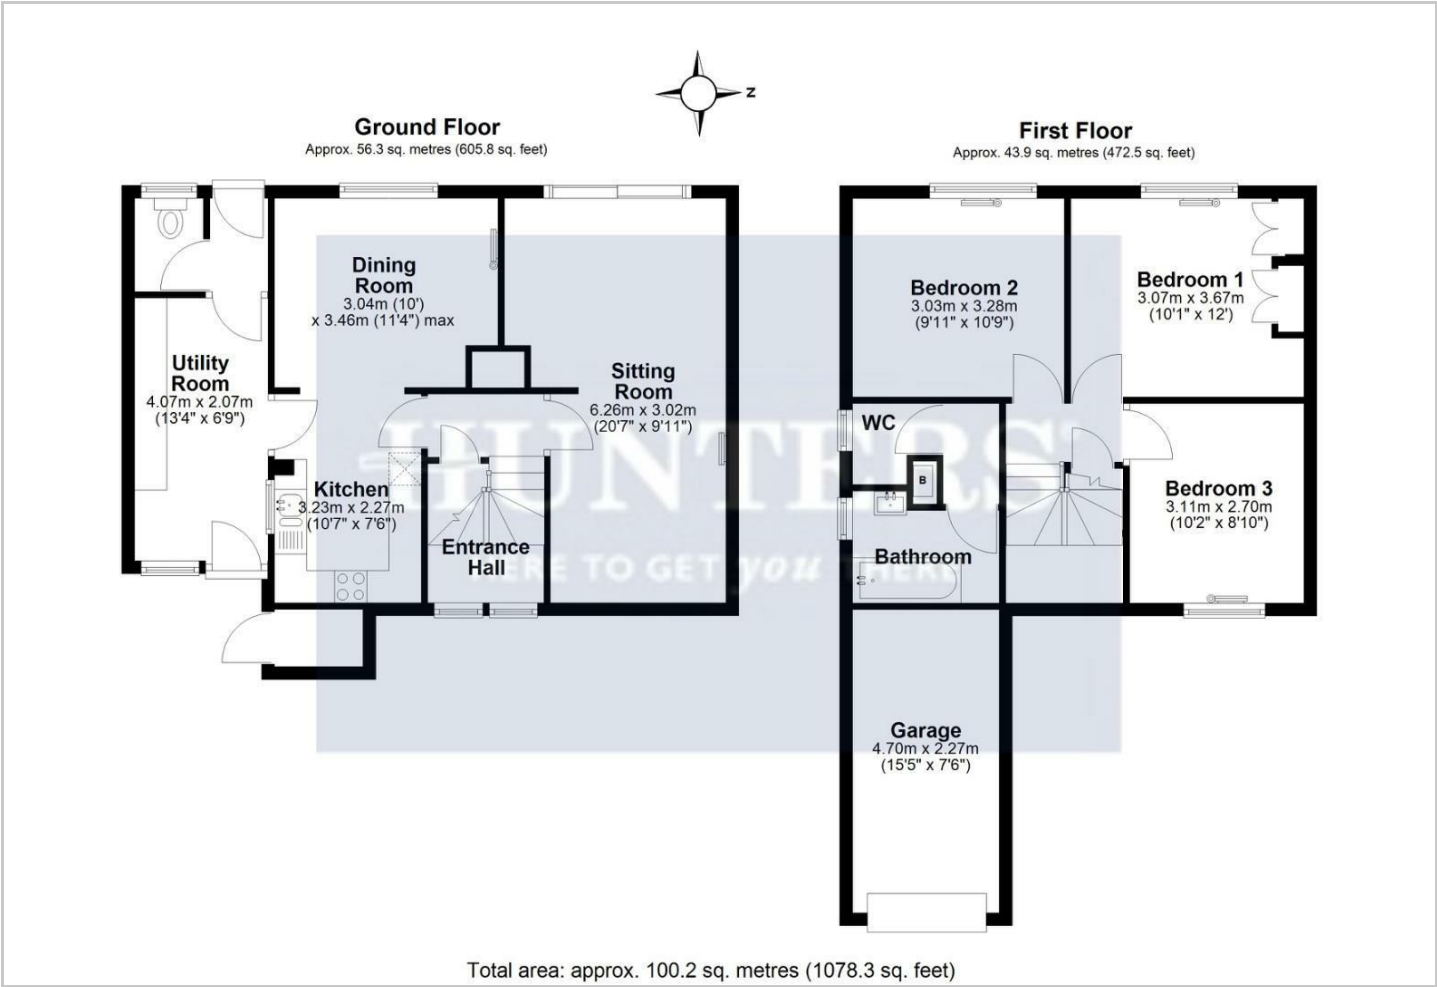 Z
Ground Floor
Approx. 56.3 sq. metres (605.8 sq. feet)
First Floor
Approx. 43.9 sq. metres (472.5 sq. feet)
Dining
Room
3.04m (10')
x 3.46m (11'4") max
Utility
Room
4.07m x 2.07m
(13'4" x 6'9")
Sitting
Room
6.26m x 3.02m
(20'7" x 9'11")
Kitchen
3.23m x 2.27m
(10'7" x 7'6")
Entrance
Hall
Bedroom 2
3.03m x 3.28m
(9'11" x 10'9")
Bedroom 1
3.07m x 3.67m
(10'1" x 12')
WC
B
Bedroom 3
3.11m x 2.70m
(10'2" x 8'10")
Bathroom
Garage
4.70m x 2.27m
(15'5" x 7'6")
HUNTERS
HERE TO GET you THERE
Total area: approx. 100.2 sq. metres (1078.3 sq. feet)